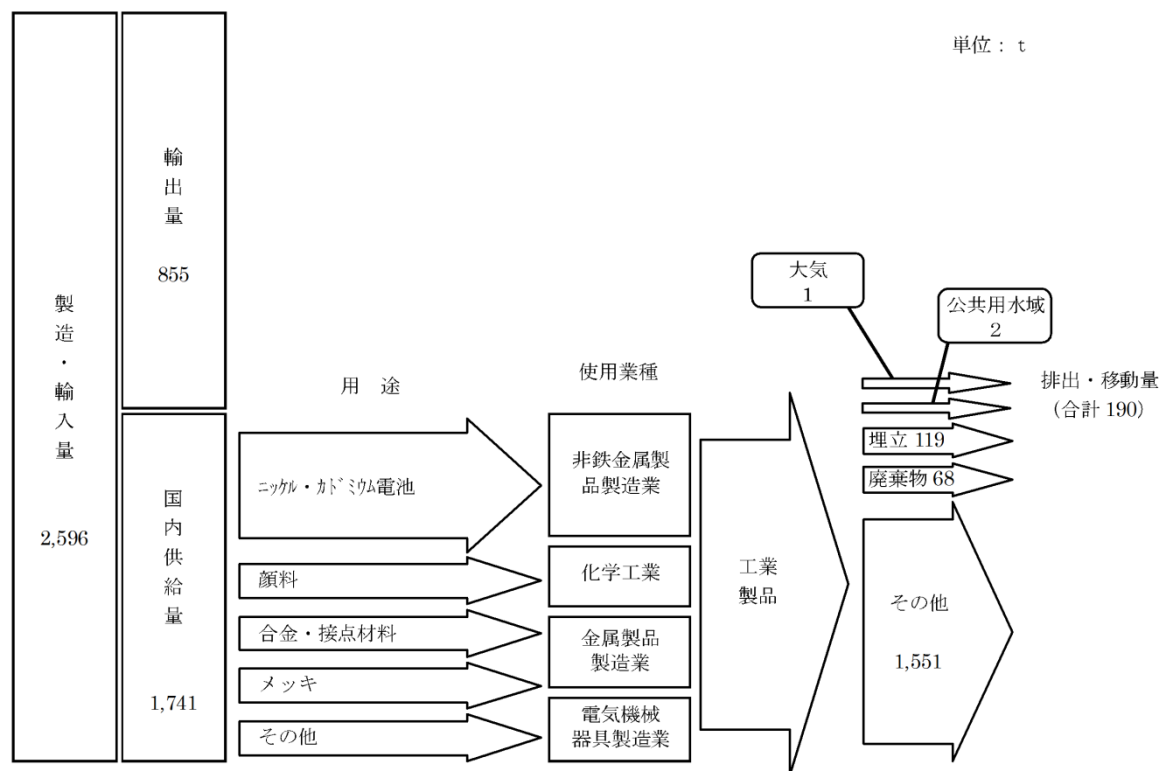 単位：t
製造・輸入量
2,596
輸出量
855
国内供給量
1,741
用　途
ニッケル・カドミウム電池
顔料
合金・接点材料
メッキ
その他
使用業種
非鉄金属製
品製造業
化学工業
金属製品
製造業
電気機械
器具製造業
工業
製品
大気
1
公共用水域
2
排出・移動量
(合計 190)
埋立 119
廃棄物 68
その他
1,551